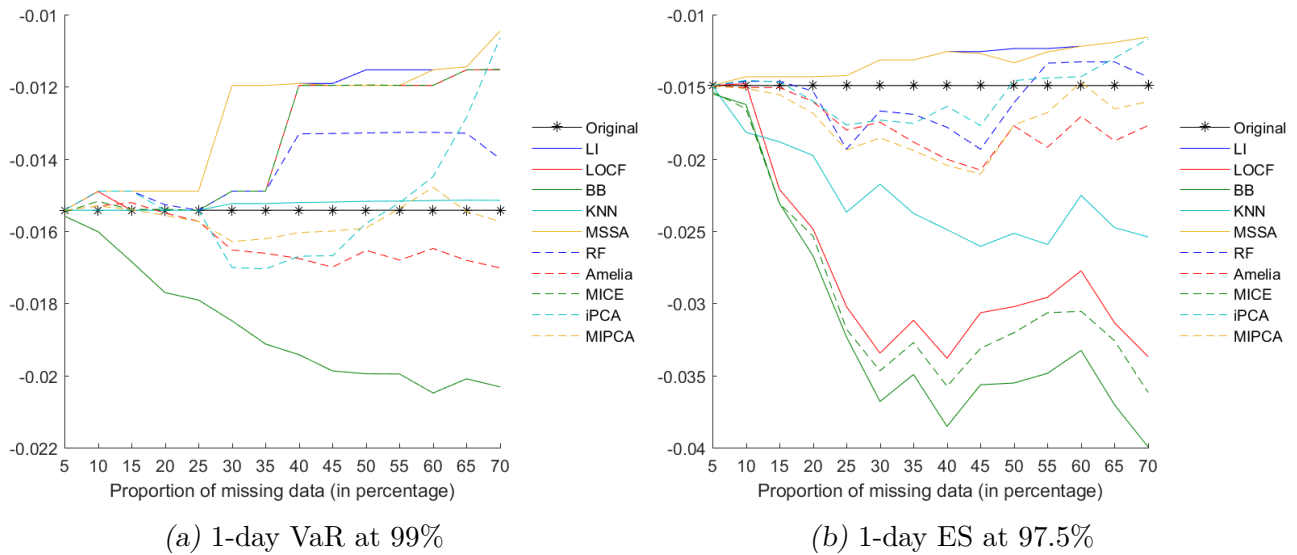 -0.01
-0.012
-0.014
-0.016
-0.018
-0.02
-0.022
5 10 15 20 25 30 35 40 45 50 55 60 65 70
Proportion of missing data (in percentage)
Original
LI
LOCF
BB
KNN
MSSA
RF
Amelia
MICE
iPCA
MIPCA
(a) 1-day VaR at 99%
-0.01
-0.015
-0.02
-0.025
-0.03
-0.035
-0.04
5 10 15 20 25 30 35 40 45 50 55 60 65 70
Proportion of missing data (in percentage)
Original
LI
LOCF
BB
KNN
MSSA
RF
Amelia
MICE
iPCA
MIPCA
(b) 1-day ES at 97.5%